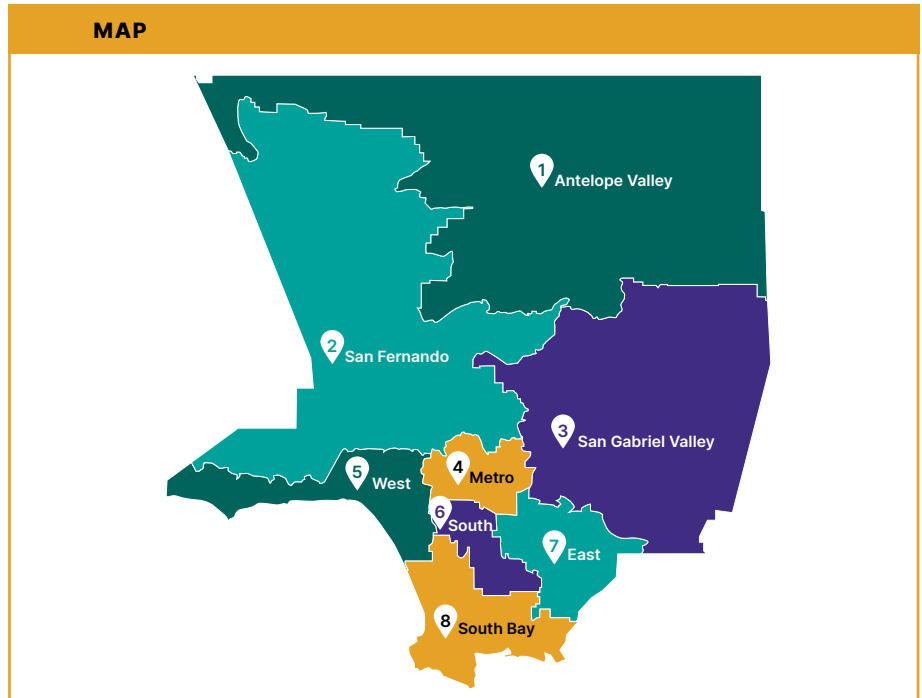 MAP
1 Antelope Valley
2 San Fernando
3 San Gabriel Valley
4 Metro
5 West
6 South
7 East
8 South Bay